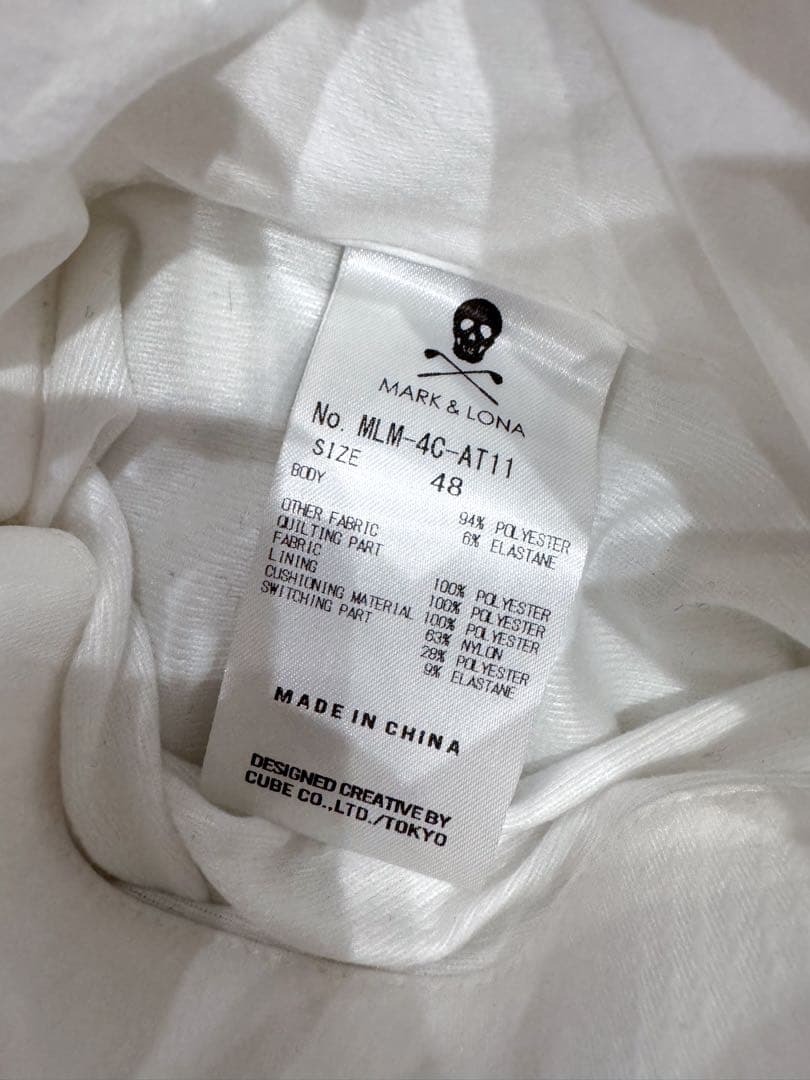 MARK & LONA
No. MLM-4C-AT11
SIZE 48
BODY 94% POLYESTER
6% ELASTANE
OTHER FABRIC
QUILTING PART
FABRIC 100% POLYESTER
LINING 100% POLYESTER
CUSHIONING MATERIAL 100% POLYESTER
SWITCHING PART 63% NYLON
28% POLYESTER
9% ELASTANE
MADE IN CHINA
DESIGNED CREATIVE BY
CUBE CO.,LTD./TOKYO